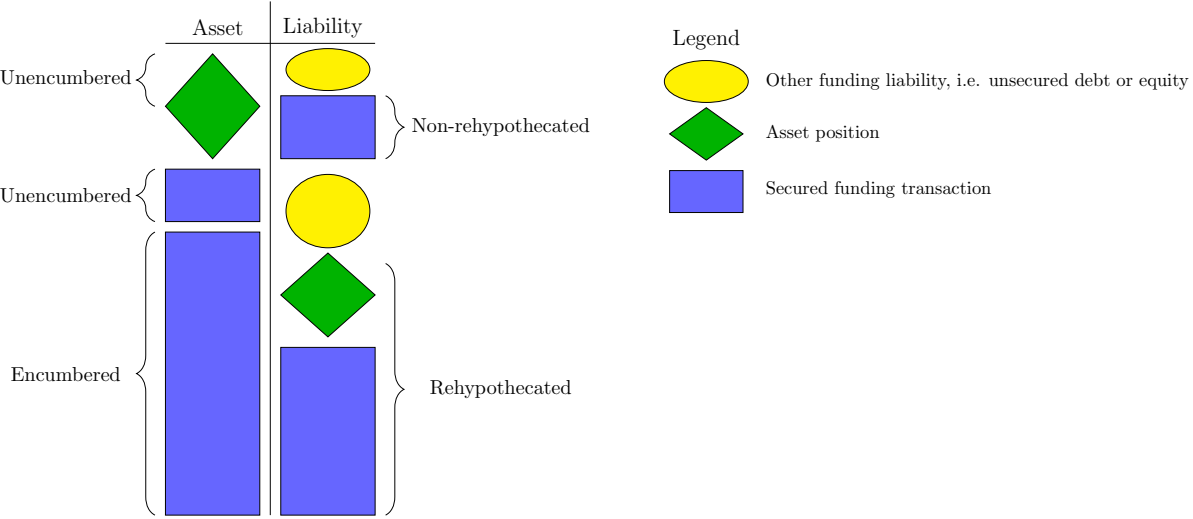 Asset
Liability
Unencumbered
Non-rehypothecated
Unencumbered
Encumbered
Rehypothecated
Legend
Other funding liability, i.e. unsecured debt or equity
Asset position
Secured funding transaction